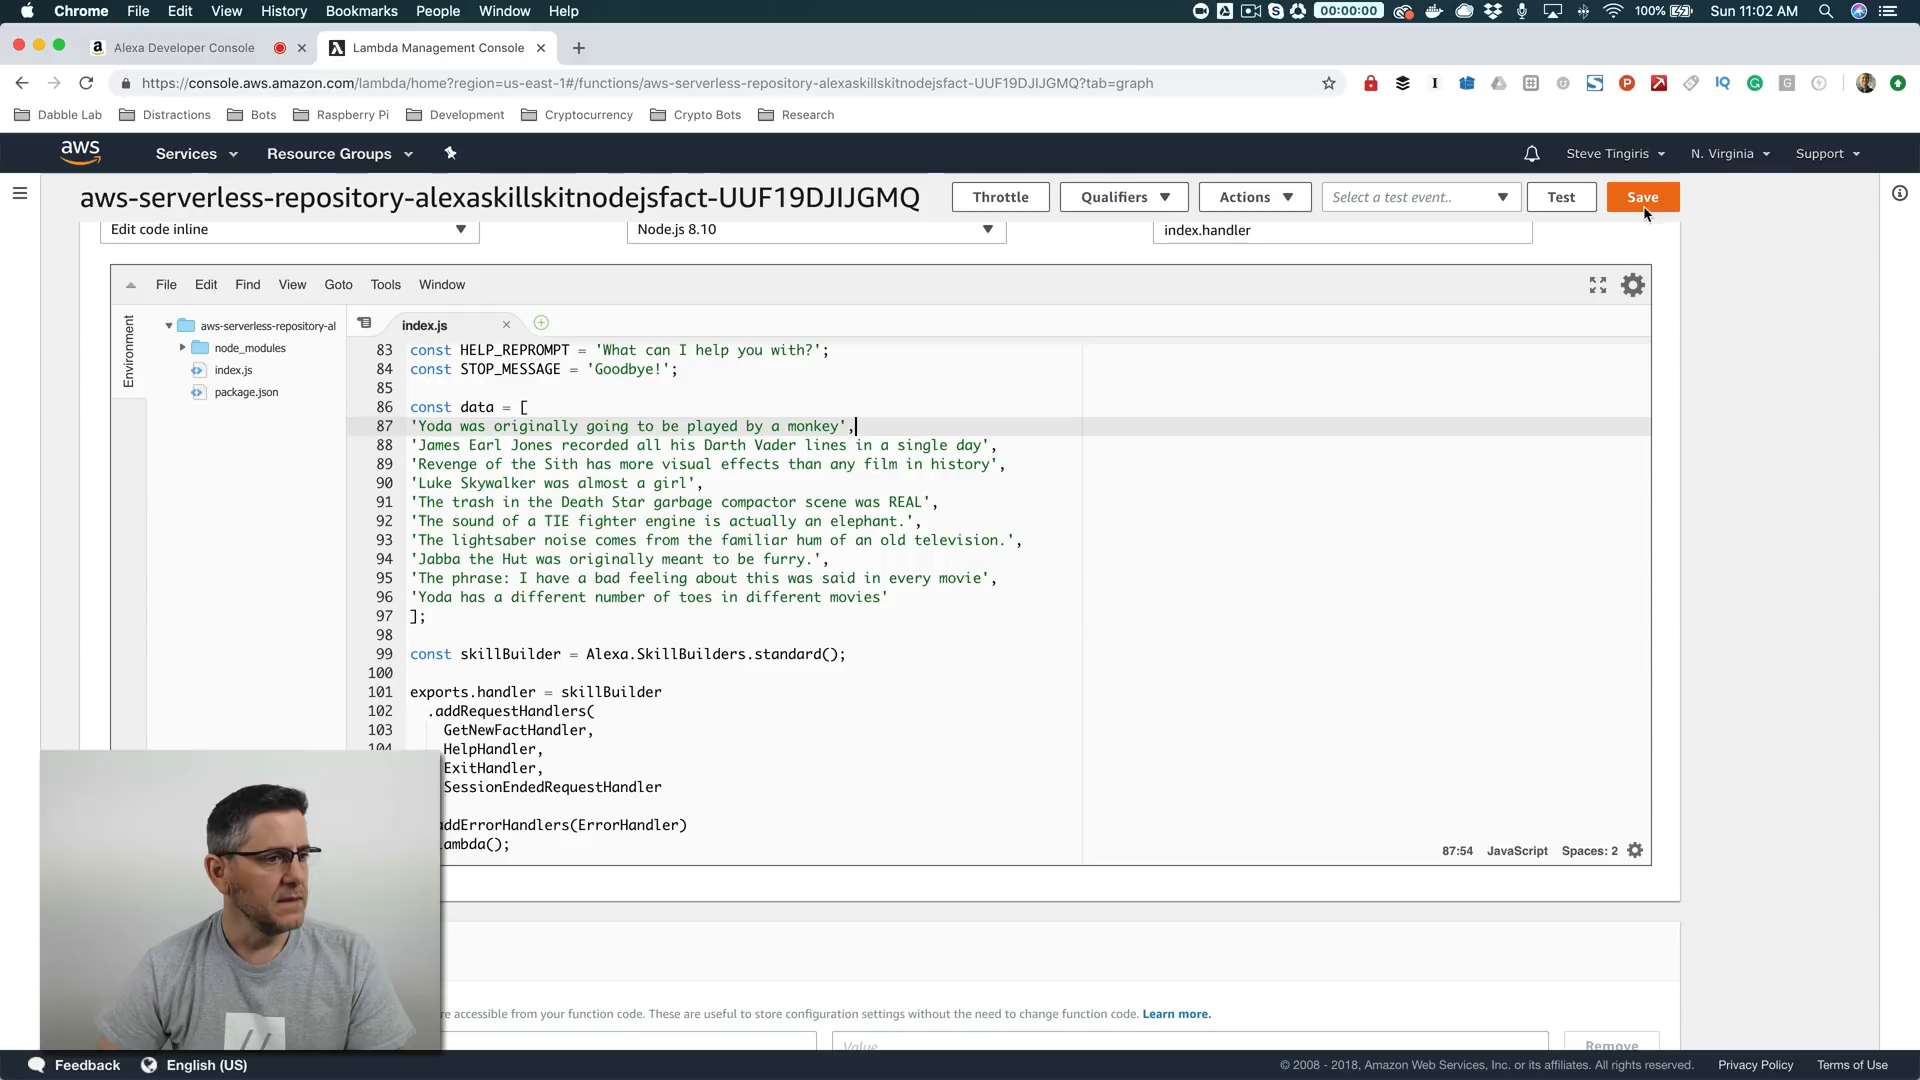 Chrome File Edit View History Bookmarks People Window Help 00:00:00 100% Sun 11:02 AM
a Alexa Developer Console Lambda Management Console
https://console.aws.amazon.com/lambda/home?region=us-east-1#/functions/aws-serverless-repository-alexaskillskitnodejsfact-UUF19DJIJGMQ?tab=graph
Dabble Lab Distractions Bots Raspberry Pi Development Cryptocurrency Crypto Bots Research
aws Services Resource Groups Steve Tingiris N. Virginia Support
aws-serverless-repository-alexaskillskitnodejsfact-UUF19DJIJGMQ Throttle Qualifiers Actions Select a test event.. Test Save
Edit code inline Node.js 8.10 index.handler
File Edit Find View Goto Tools Window
Environment
aws-serverless-repository-al
node_modules
index.js
package.json
index.js
83 const HELP_REPROMPT = 'What can I help you with?';
84 const STOP_MESSAGE = 'Goodbye!';
85
86 const data = [
87 'Yoda was originally going to be played by a monkey',
88 'James Earl Jones recorded all his Darth Vader lines in a single day',
89 'Revenge of the Sith has more visual effects than any film in history',
90 'Luke Skywalker was almost a girl',
91 'The trash in the Death Star garbage compactor scene was REAL',
92 'The sound of a TIE fighter engine is actually an elephant.',
93 'The lightsaber noise comes from the familiar hum of an old television.',
94 'Jabba the Hut was originally meant to be furry.',
95 'The phrase: I have a bad feeling about this was said in every movie',
96 'Yoda has a different number of toes in different movies'
97 ];
98
99 const skillBuilder = Alexa.SkillBuilders.standard();
100
101 exports.handler = skillBuilder
102 .addRequestHandlers(
103 GetNewFactHandler,
104 HelpHandler,
ExitHandler,
SessionEndedRequestHandler
addErrorHandlers(ErrorHandler)
lambda();
87:54 JavaScript Spaces: 2
re accessible from your function code. These are useful to store configuration settings without the need to change function code. Learn more.
Value Remove
Feedback English (US) © 2008 - 2018, Amazon Web Services, Inc. or its affiliates. All rights reserved. Privacy Policy Terms of Use